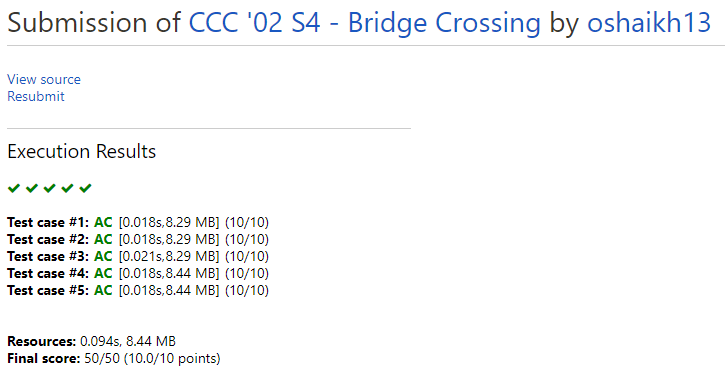 Submission of CCC '02 S4 - Bridge Crossing by oshaikh13
View source
Resubmit
Execution Results
Test case #1: AC [0.018s,8.29 MB] (10/10)
Test case #2: AC [0.018s,8.29 MB] (10/10)
Test case #3: AC [0.021s,8.29 MB] (10/10)
Test case #4: AC [0.018s,8.44 MB] (10/10)
Test case #5: AC [0.018s,8.44 MB] (10/10)
Resources: 0.094s, 8.44 MB
Final score: 50/50 (10.0/10 points)